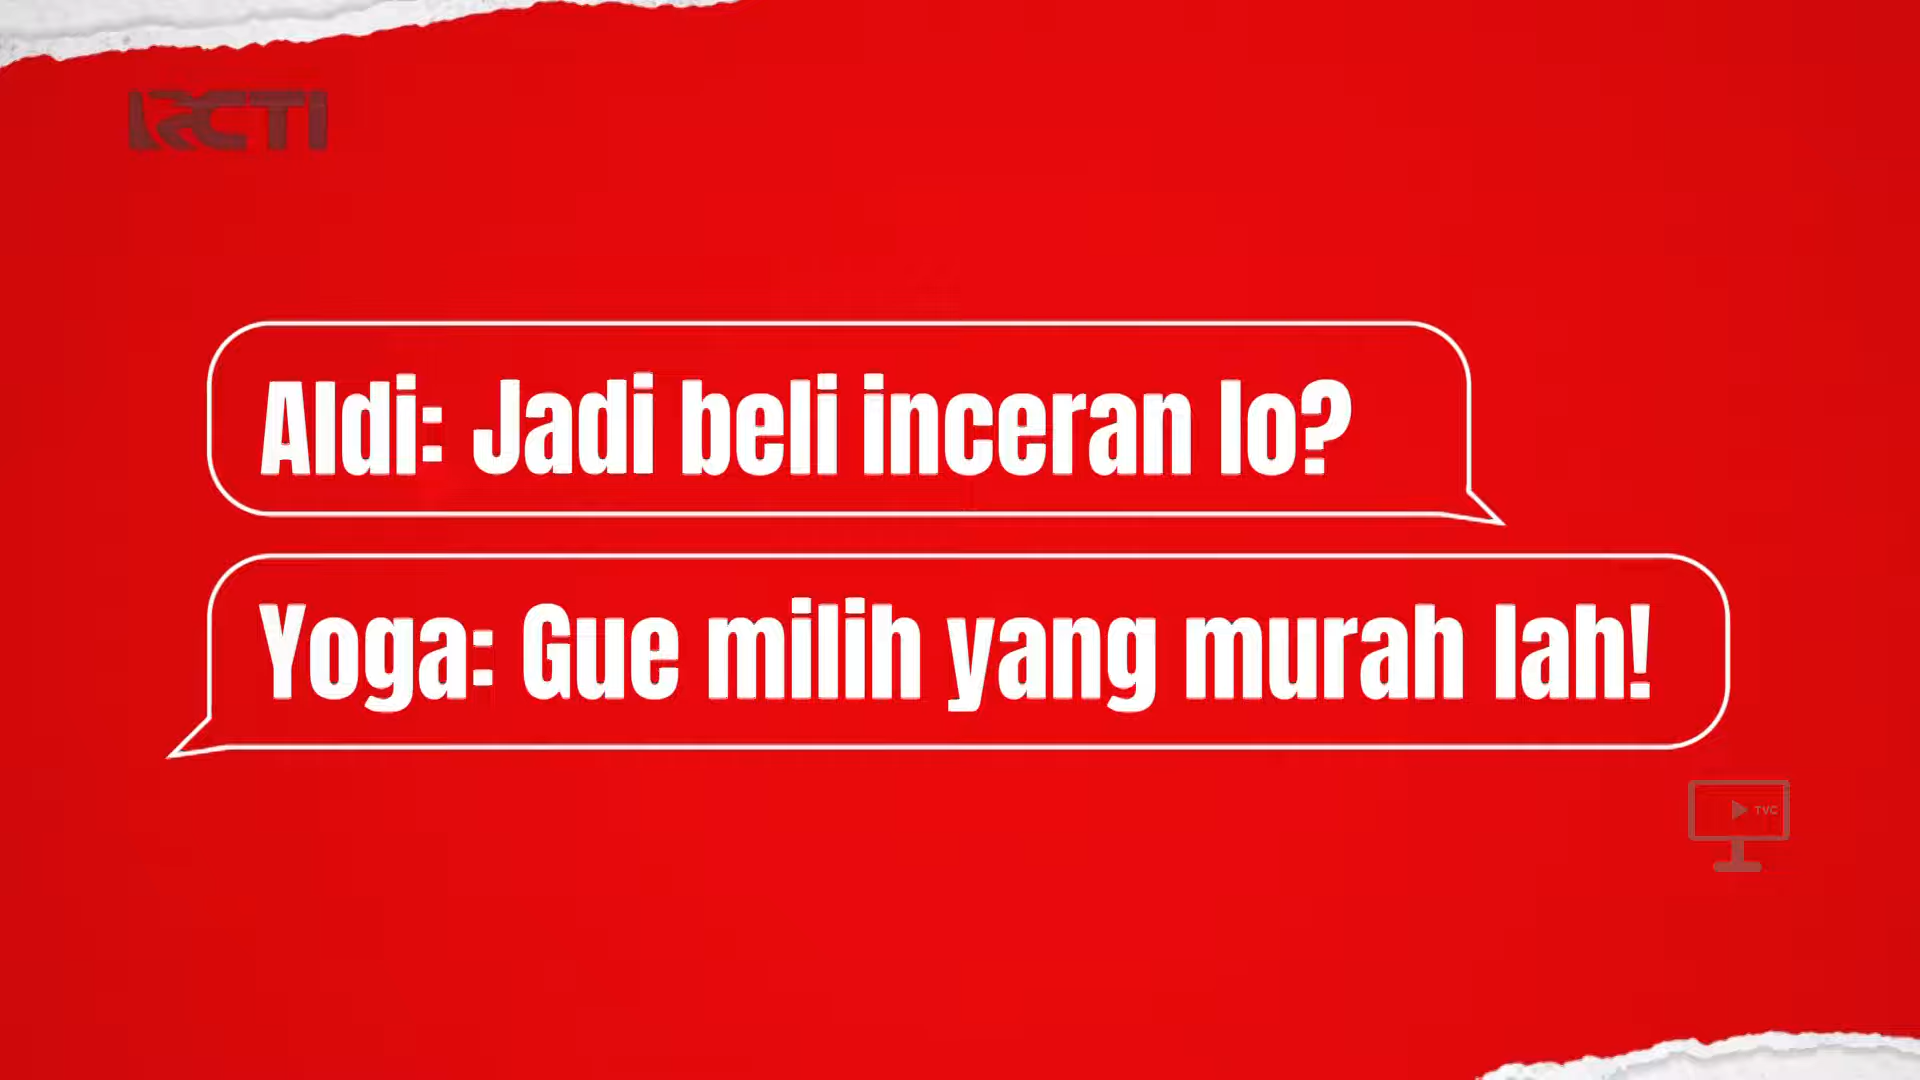 RCTI
Aldi: Jadi beli inceran lo?
Yoga: Gue milih yang murah lah!
TVC